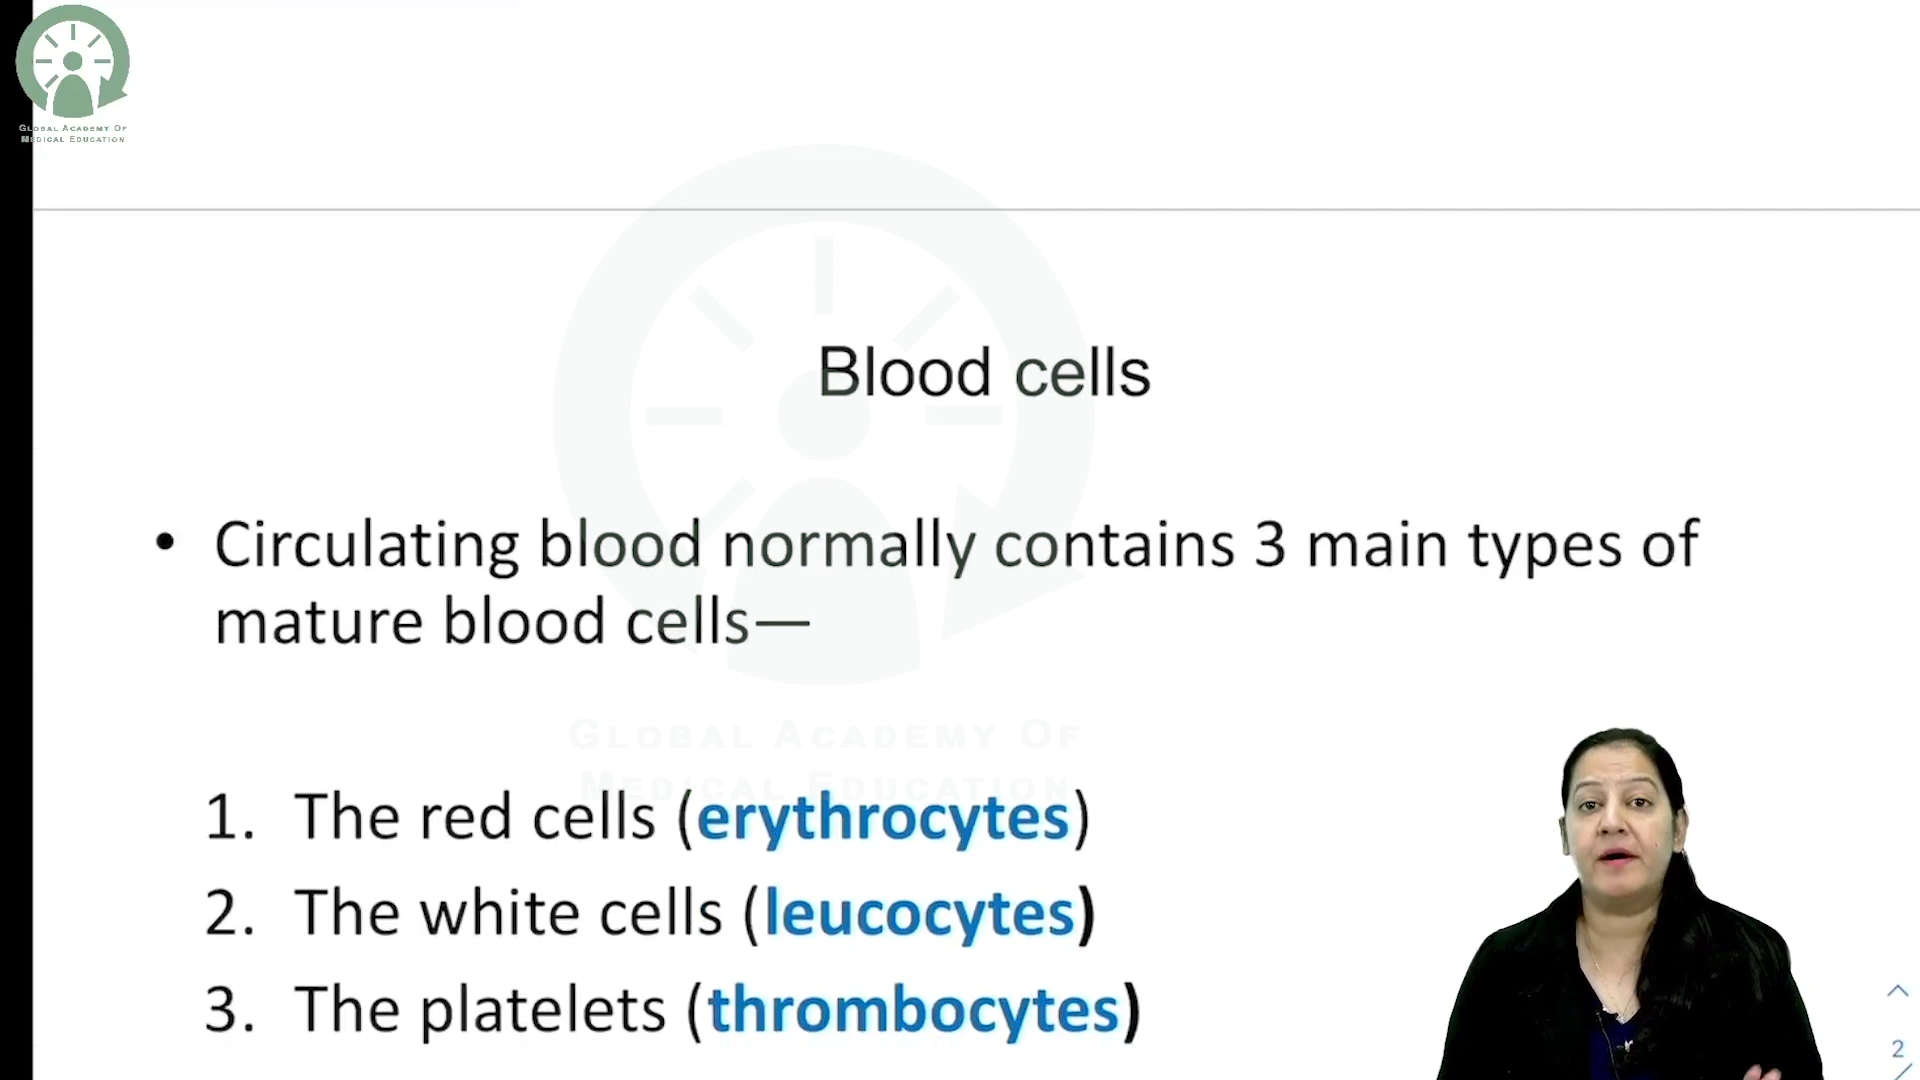 GLOBAL ACADEMY OF
MEDICAL EDUCATION
Blood cells
• Circulating blood normally contains 3 main types of
mature blood cells—
GLOBAL ACADEMY OF
MEDICAL EDUCATION
1. The red cells (erythrocytes)
2. The white cells (leucocytes)
3. The platelets (thrombocytes)
2